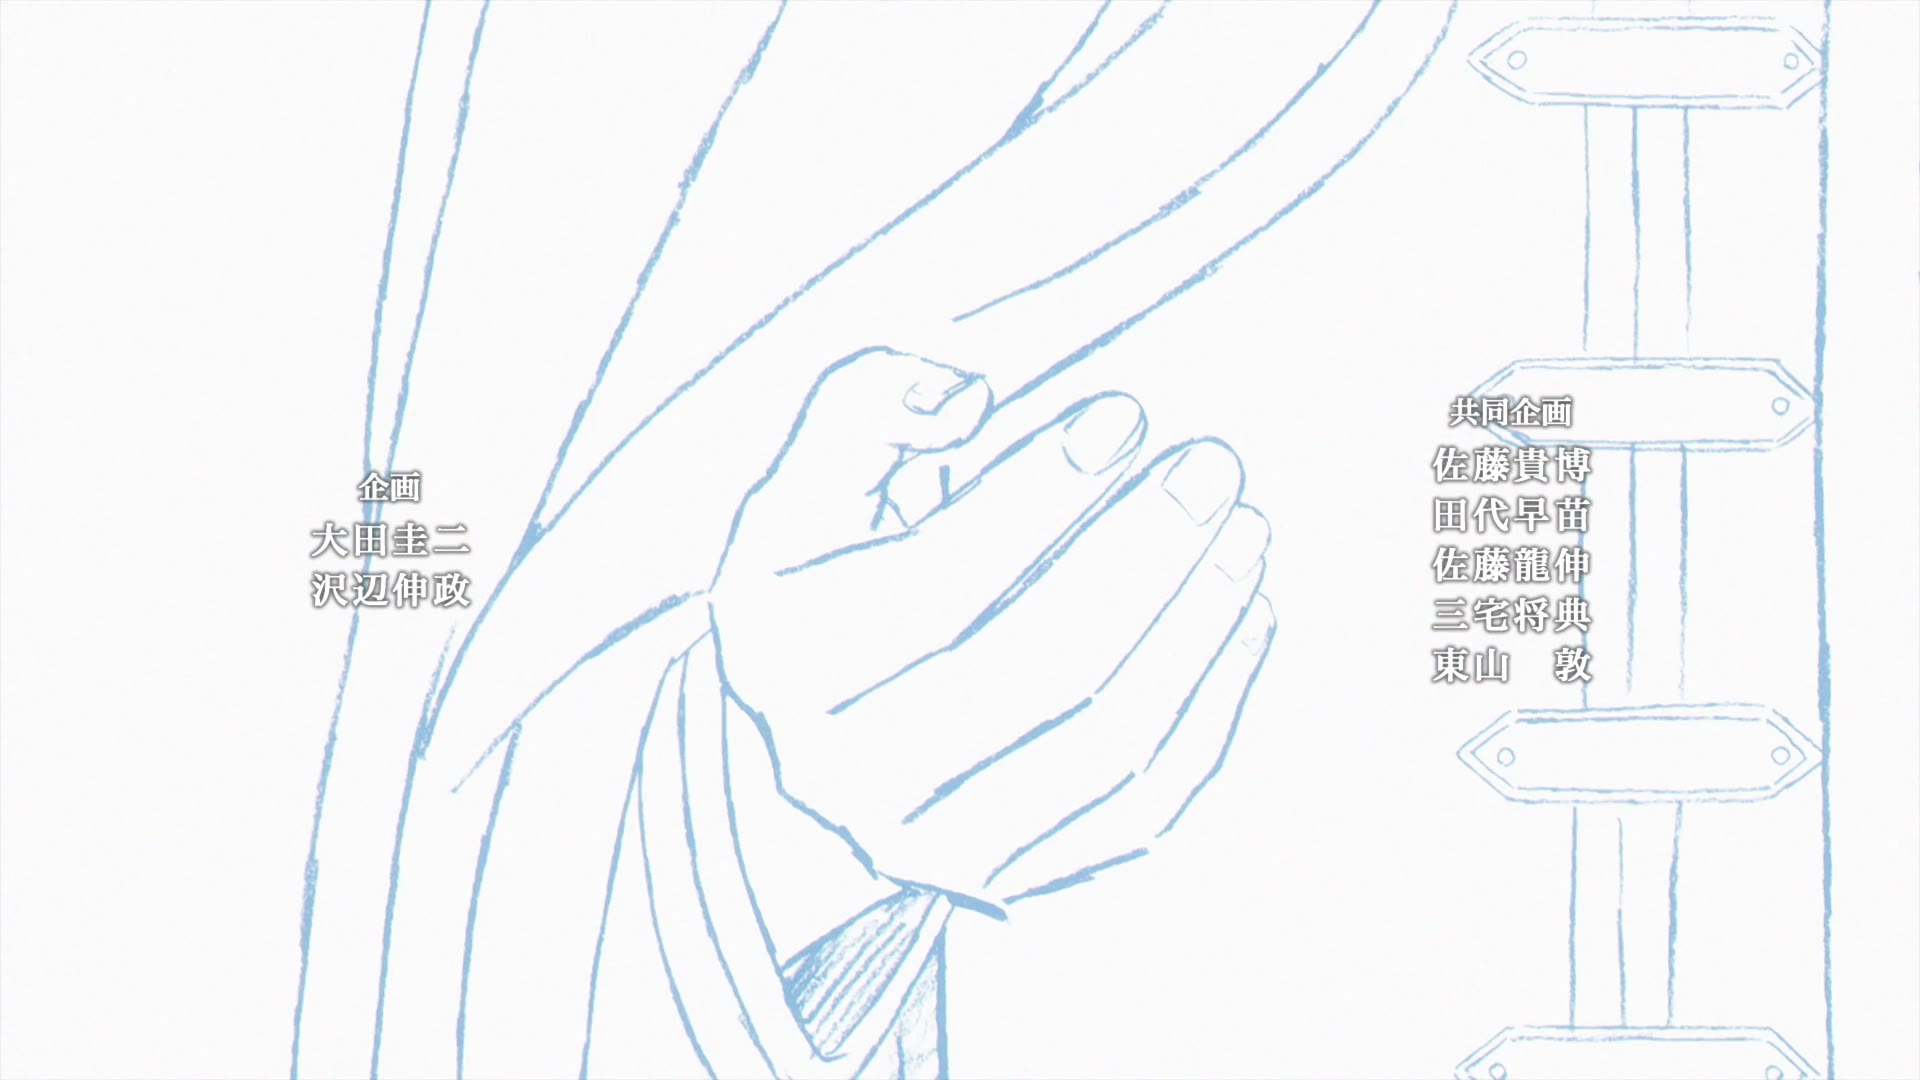 企画
大田圭二
沢辺伸政
共同企画
佐藤貴博
田代早苗
佐藤龍伸
三宅将典
東山　敦